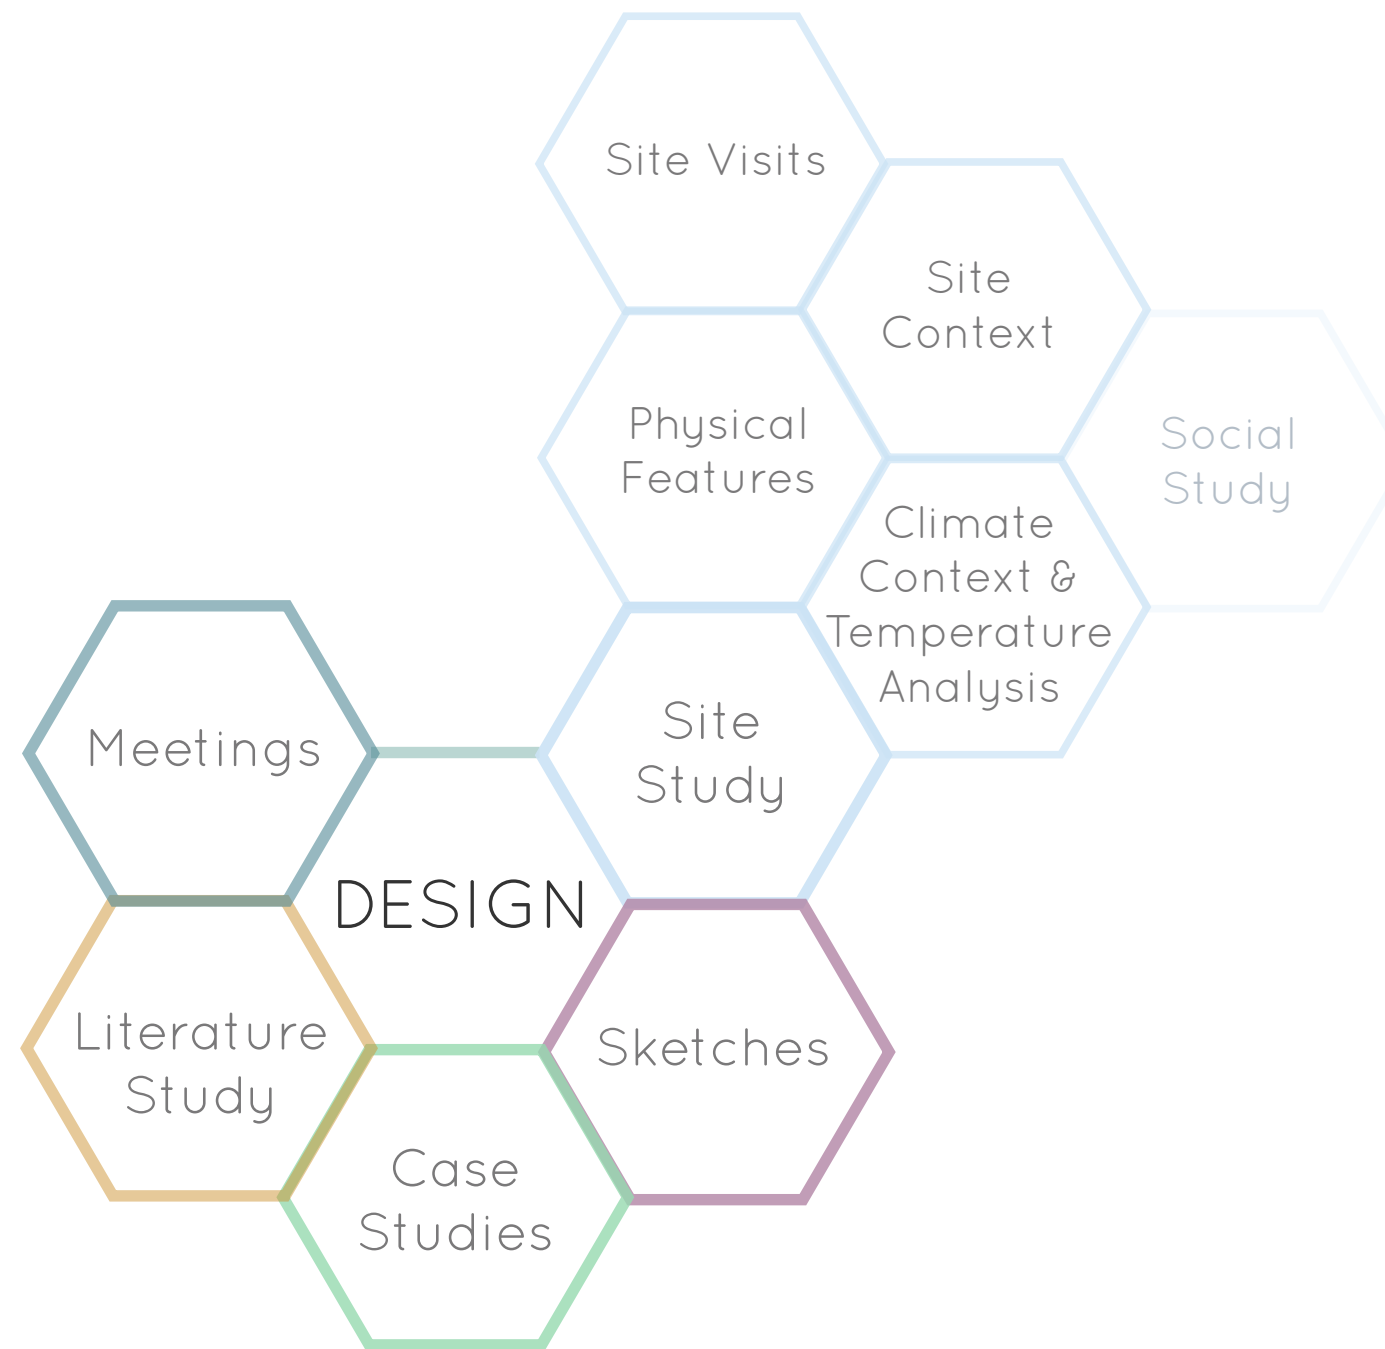 Site Visits
Site
Context
Physical
Features
Social
Study
Climate
Context &
Temperature
Analysis
Site
Study
Meetings
DESIGN
Literature
Study
Sketches
Case
Studies